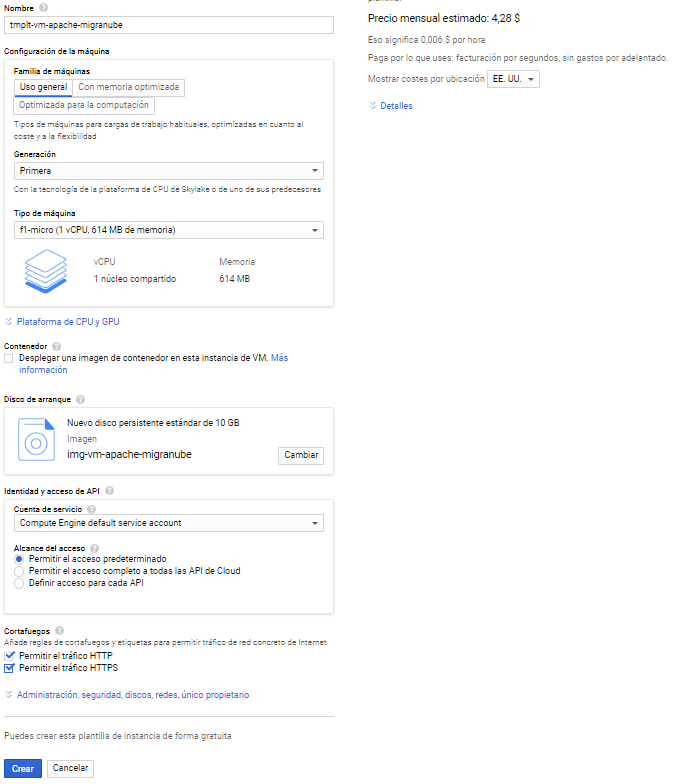 Nombre
tmplt-vm-apache-migranube
Configuración de la máquina
Familia de máquinas
Uso general
Con memoria optimizada
Optimizada para la computación
Tipos de máquinas para cargas de trabajo habituales, optimizadas en cuanto al
coste y a la flexibilidad
Generación
Primera
Con la tecnología de la plataforma de CPU de Skylake o de uno de sus predecesores
Tipo de máquina
f1-micro (1 vCPU, 614 MB de memoria)
vCPU Memoria
1 núcleo compartido 614 MB
Plataforma de CPU y GPU
Contenedor
Desplegar una imagen de contenedor en esta instancia de VM. Más
información
Disco de arranque
Nuevo disco persistente estándar de 10 GB
Imagen
img-vm-apache-migranube
Cambiar
Identidad y acceso de API
Cuenta de servicio
Compute Engine default service account
Alcance del acceso
Permitir el acceso predeterminado
Permitir el acceso completo a todas las API de Cloud
Definir acceso para cada API
Cortafuegos
Añade reglas de cortafuegos y etiquetas para permitir tráfico de red concreto de Internet
Permitir el tráfico HTTP
Permitir el tráfico HTTPS
Administración, seguridad, discos, redes, único propietario
Puedes crear esta plantilla de instancia de forma gratuita
Crear
Cancelar
Precio mensual estimado: 4,28 $
Eso significa 0,006 $ por hora
Paga por lo que uses: facturación por segundos, sin gastos por adelantado.
Mostrar costes por ubicación EE. UU.
Detalles